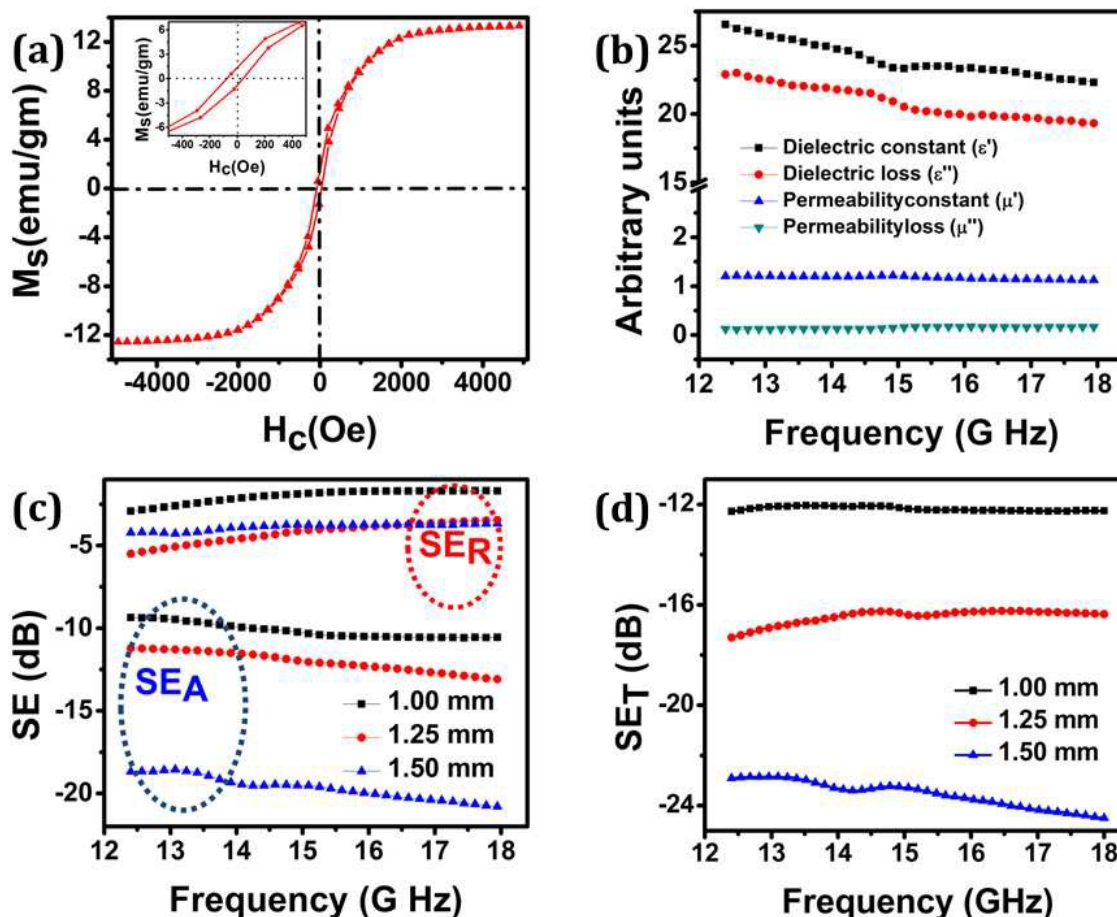 (a)
Ms(emu/gm)
12
8
4
0
-4
-8
-12
-4000 -2000 0 2000 4000
Hc(Oe)
Ms(emu/gm)
6
3
0
-3
-6
-400 -200 0 200 400
Hc(Oe)
(b)
Arbitrary units
25
20
15
2
1
0
Dielectric constant (ε')
Dielectric loss (ε'')
Permeabilityconstant (μ')
Permeabilityloss (μ'')
12 13 14 15 16 17 18
Frequency (G Hz)
(c)
SE (dB)
-5
-10
-15
-20
SER
SEA
1.00 mm
1.25 mm
1.50 mm
12 13 14 15 16 17 18
Frequency (G Hz)
(d)
SET (dB)
-12
-16
-20
-24
1.00 mm
1.25 mm
1.50 mm
12 13 14 15 16 17 18
Frequency (GHz)